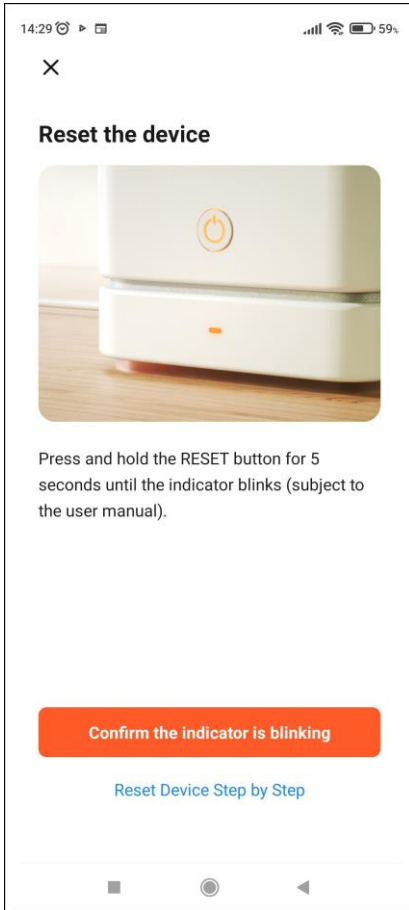 14:29 59%
Reset the device
Press and hold the RESET button for 5
seconds until the indicator blinks (subject to
the user manual).
Confirm the indicator is blinking
Reset Device Step by Step